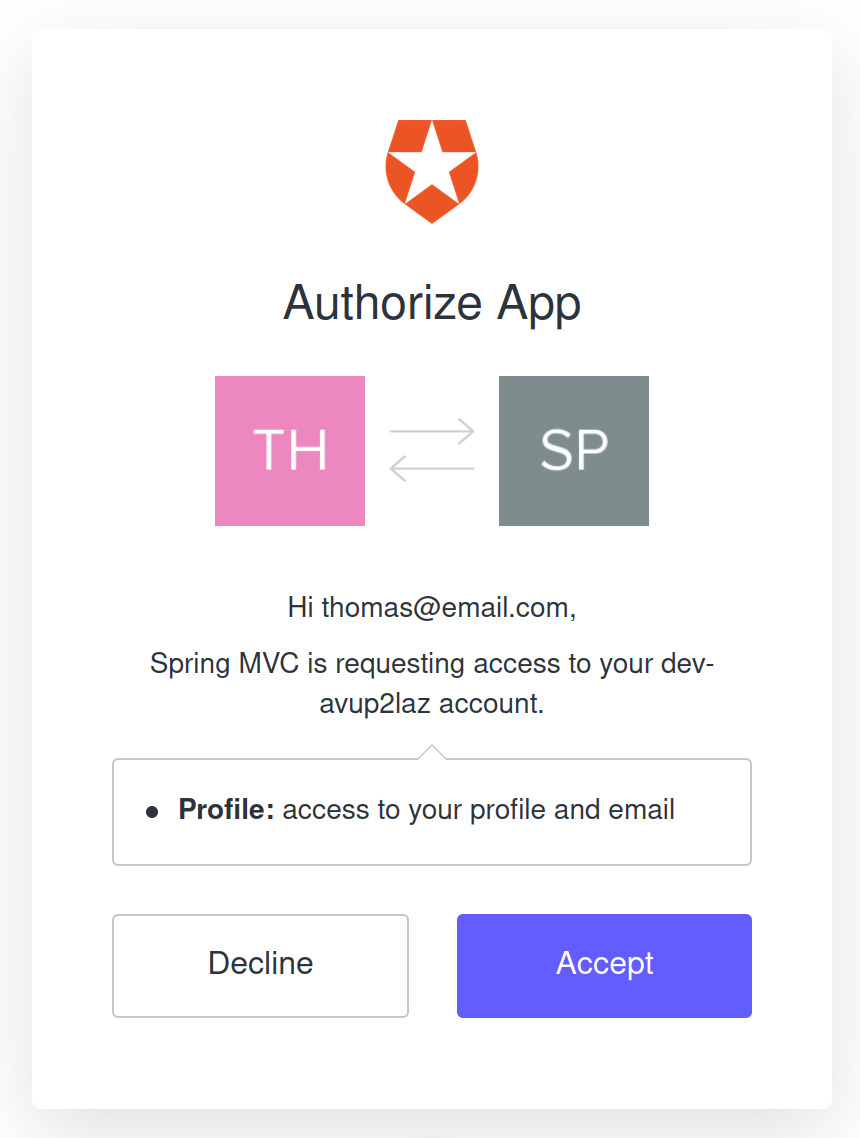 Authorize App
TH
SP
Hi thomas@email.com,
Spring MVC is requesting access to your dev-
avup2laz account.
Profile: access to your profile and email
Decline
Accept